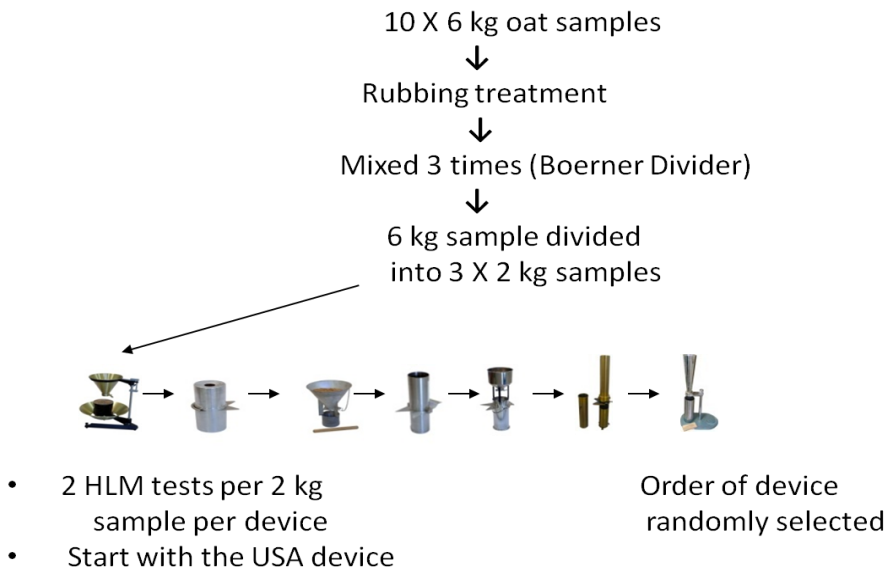 10 X 6 kg oat samples
↓
Rubbing treatment
↓
Mixed 3 times (Boerner Divider)
↓
6 kg sample divided
into 3 X 2 kg samples
• 2 HLM tests per 2 kg
sample per device
• Start with the USA device
Order of device
randomly selected